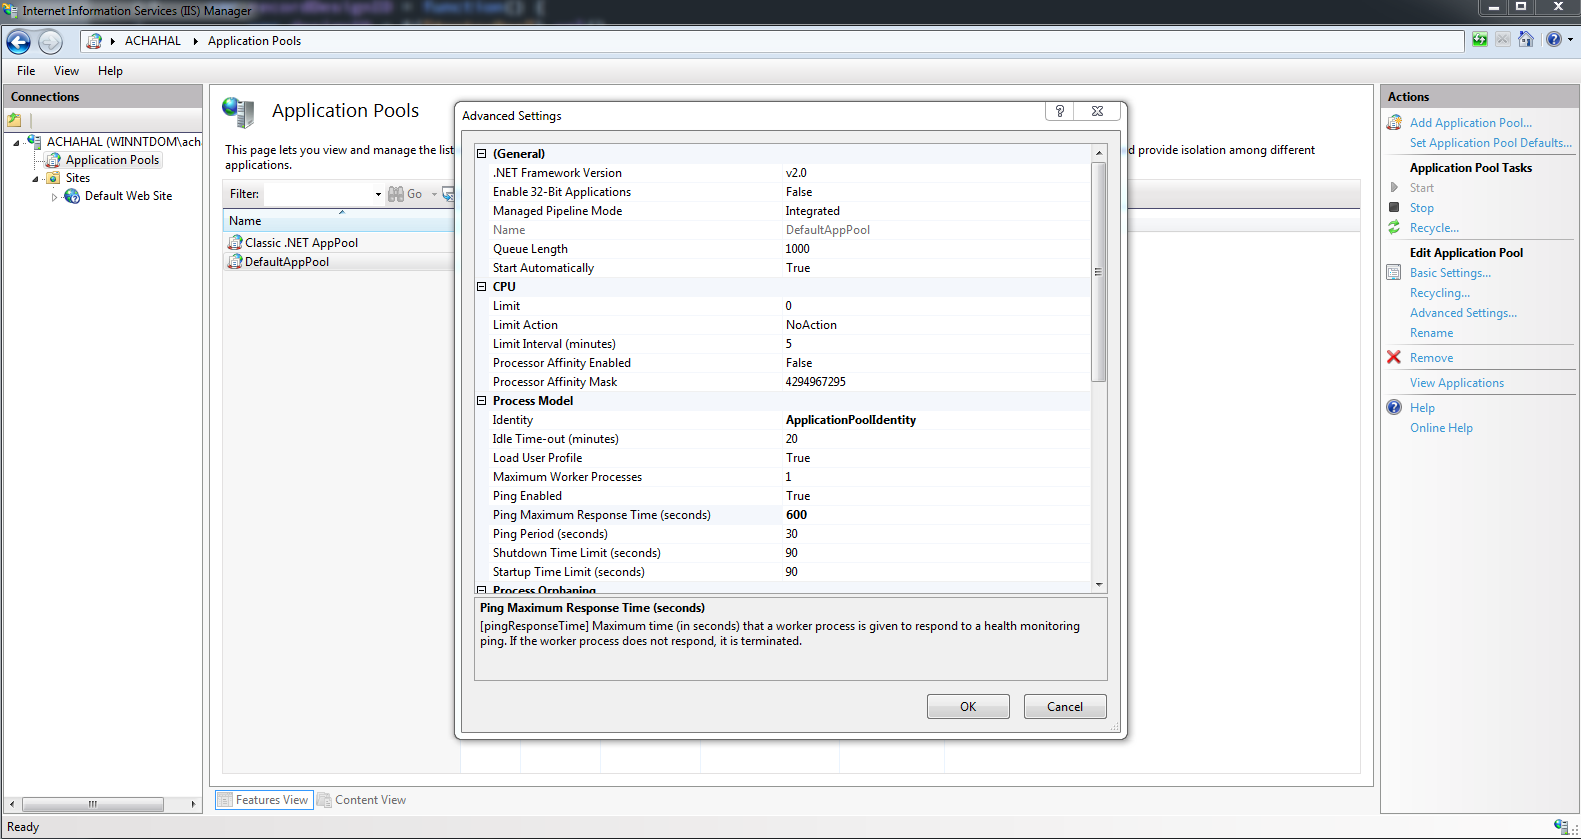 Internet Information Services (IIS) Manager
ACHAHAL
Application Pools
File View Help
Connections
ACHAHAL (WINNTDOM\ach
Application Pools
Sites
Default Web Site
Application Pools
This page lets you view and manage the list
d provide isolation among different
applications.
Filter:
Go
Name
Classic .NET AppPool
DefaultAppPool
Advanced Settings
(General)
.NET Framework Version v2.0
Enable 32-Bit Applications False
Managed Pipeline Mode Integrated
Name DefaultAppPool
Queue Length 1000
Start Automatically True
CPU
Limit 0
Limit Action NoAction
Limit Interval (minutes) 5
Processor Affinity Enabled False
Processor Affinity Mask 4294967295
Process Model
Identity ApplicationPoolIdentity
Idle Time-out (minutes) 20
Load User Profile True
Maximum Worker Processes 1
Ping Enabled True
Ping Maximum Response Time (seconds) 600
Ping Period (seconds) 30
Shutdown Time Limit (seconds) 90
Startup Time Limit (seconds) 90
Process Orphaning
Ping Maximum Response Time (seconds)
[pingResponseTime] Maximum time (in seconds) that a worker process is given to respond to a health monitoring
ping. If the worker process does not respond, it is terminated.
OK
Cancel
Actions
Add Application Pool...
Set Application Pool Defaults...
Application Pool Tasks
Start
Stop
Recycle...
Edit Application Pool
Basic Settings...
Recycling...
Advanced Settings...
Rename
Remove
View Applications
Help
Online Help
Features View
Content View
Ready